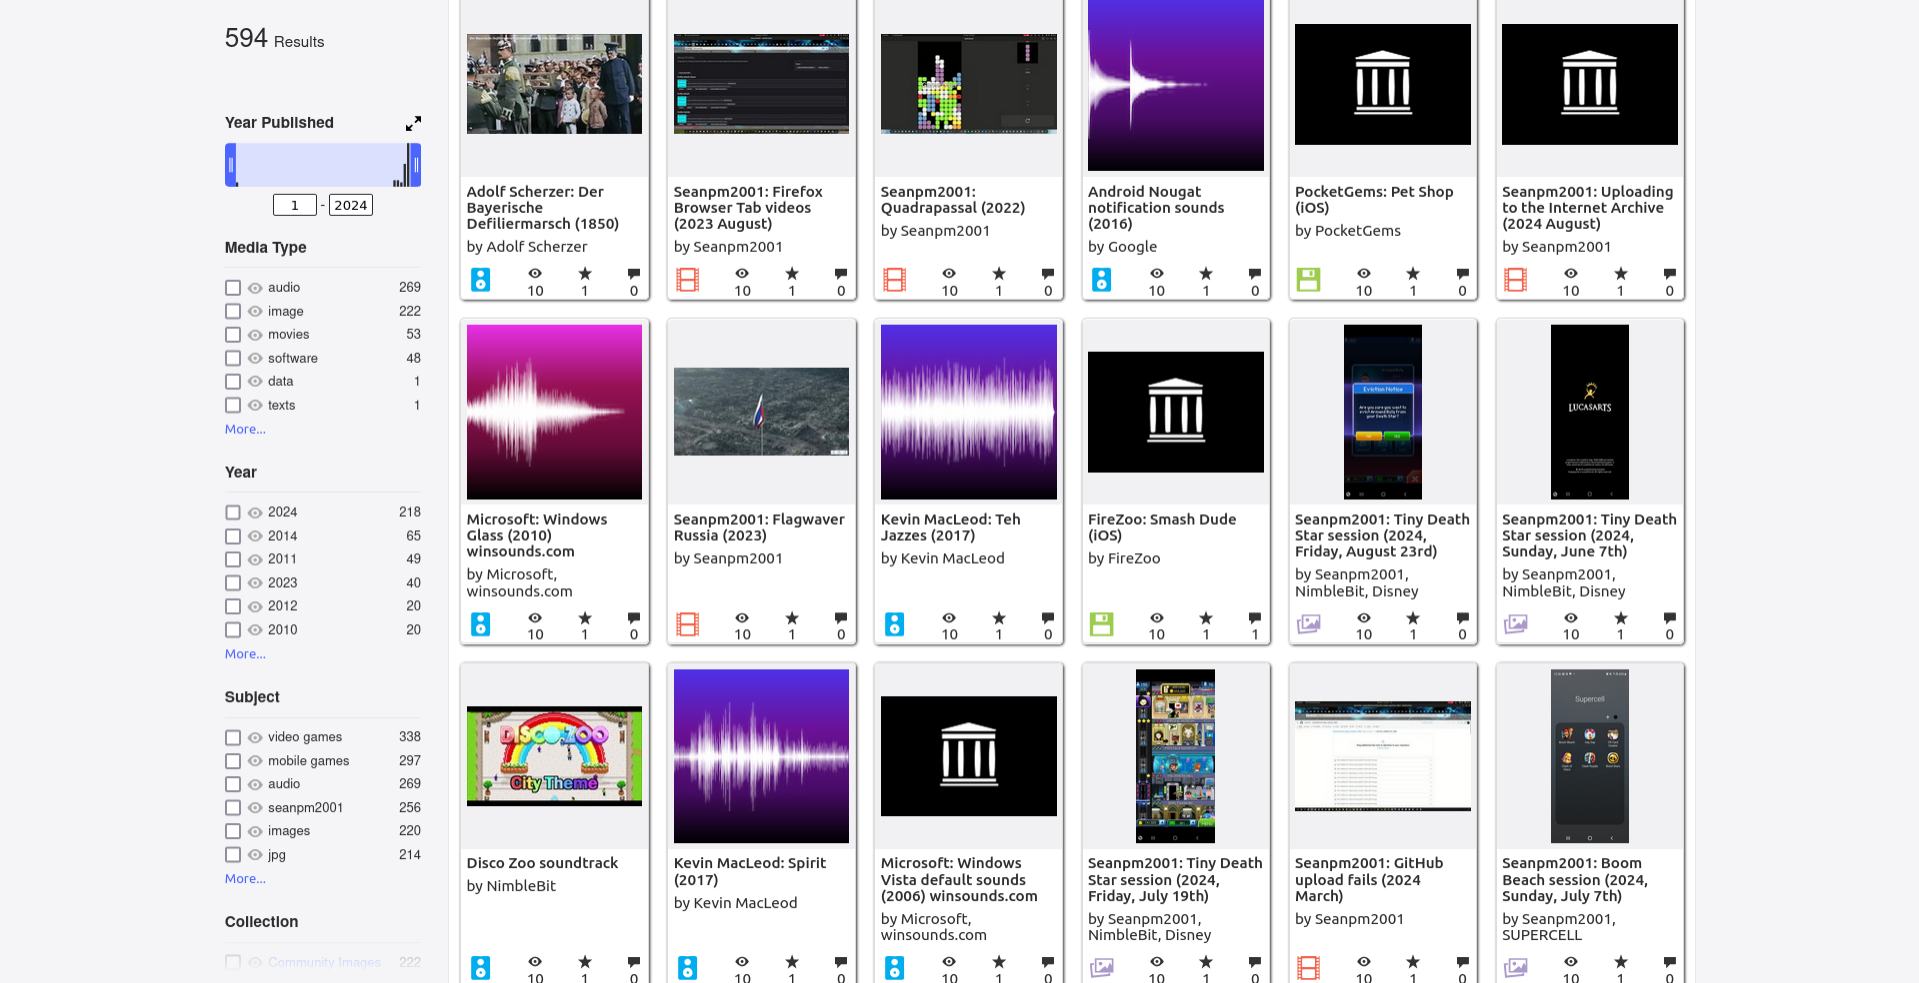 594 Results
Year Published
1 - 2024
Media Type
audio 269
image 222
movies 53
software 48
data 1
texts 1
More...
Year
2024 218
2014 65
2011 49
2023 40
2012 20
2010 20
More...
Subject
video games 338
mobile games 297
audio 269
seanpm2001 256
images 220
jpg 214
More...
Collection
Community Images 222
Adolf Scherzer: Der
Bayerische
Defiliermarsch (1850)
by Adolf Scherzer
10 1 0
Seanpm2001: Firefox
Browser Tab videos
(2023 August)
by Seanpm2001
10 1 0
Seanpm2001:
Quadrapassal (2022)
by Seanpm2001
10 1 0
Android Nougat
notification sounds
(2016)
by Google
10 1 0
PocketGems: Pet Shop
(iOS)
by PocketGems
10 1 0
Seanpm2001: Uploading
to the Internet Archive
(2024 August)
by Seanpm2001
10 1 0
Microsoft: Windows
Glass (2010)
winsounds.com
by Microsoft,
winsounds.com
10 1 0
Seanpm2001: Flagwaver
Russia (2023)
by Seanpm2001
10 1 0
Kevin MacLeod: Teh
Jazzes (2017)
by Kevin MacLeod
10 1 0
FireZoo: Smash Dude
(iOS)
by FireZoo
10 1 1
Eviction Notice
Seanpm2001: Tiny Death
Star session (2024,
Friday, August 23rd)
by Seanpm2001,
NimbleBit, Disney
10 1 0
LUCASARTS
Seanpm2001: Tiny Death
Star session (2024,
Sunday, June 7th)
by Seanpm2001,
NimbleBit, Disney
10 1 0
DISCO ZOO
City Theme
Disco Zoo soundtrack
by NimbleBit
10 1 0
Kevin MacLeod: Spirit
(2017)
by Kevin MacLeod
10 1 0
Microsoft: Windows
Vista default sounds
(2006) winsounds.com
by Microsoft,
winsounds.com
10 1 0
Seanpm2001: Tiny Death
Star session (2024,
Friday, July 19th)
by Seanpm2001,
NimbleBit, Disney
10 1 0
Seanpm2001: GitHub
upload fails (2024
March)
by Seanpm2001
10 1 0
Supercell
Seanpm2001: Boom
Beach session (2024,
Sunday, July 7th)
by Seanpm2001,
SUPERCELL
10 1 0